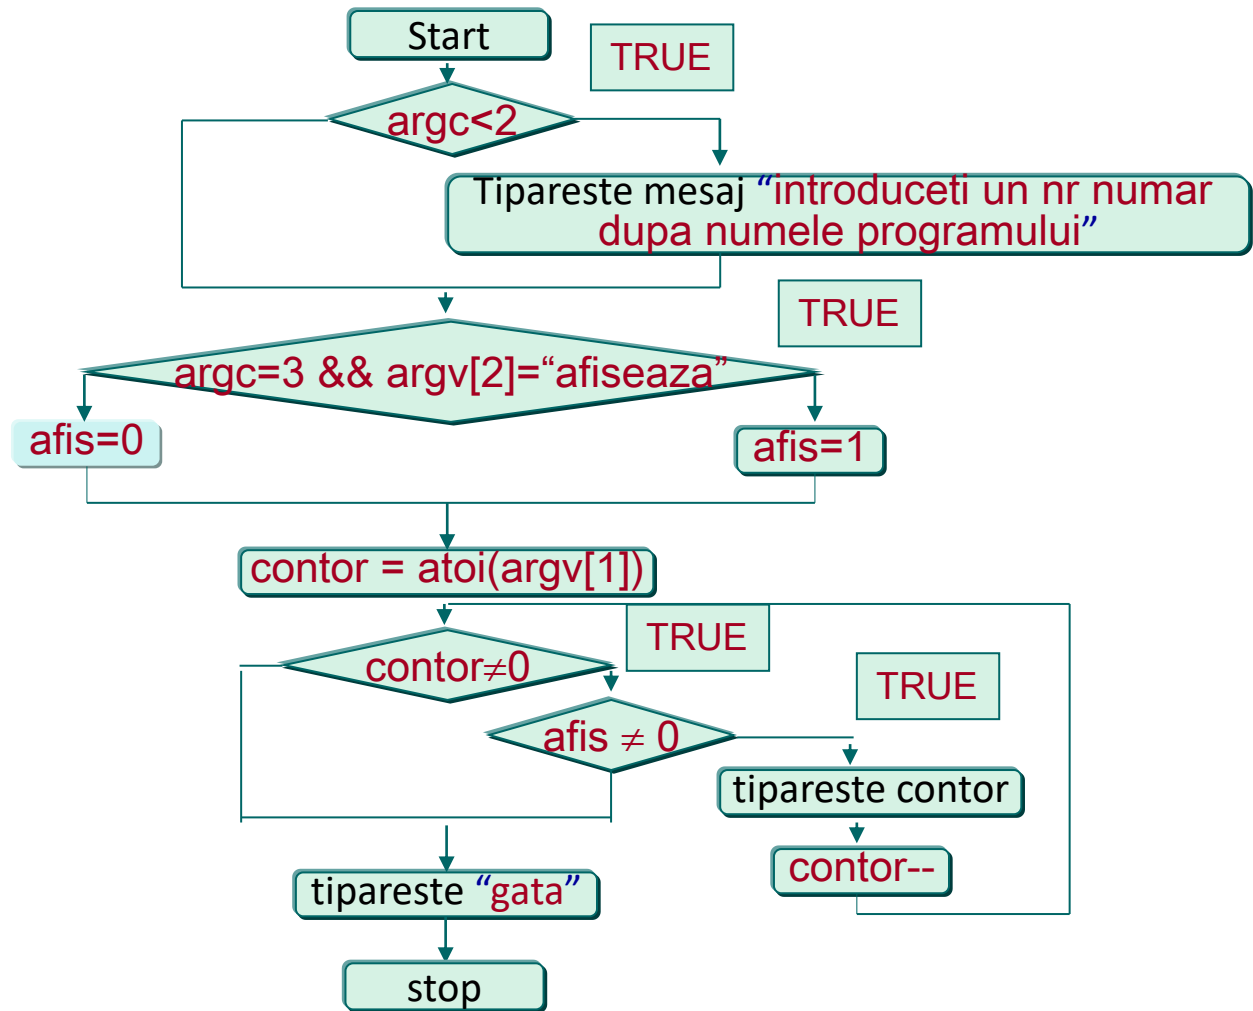 Start
TRUE
argc<2
Tipareste mesaj “introduceti un nr numar
dupa numele programului”
TRUE
argc=3 && argv[2]=“afiseaza”
afis=0
afis=1
contor = atoi(argv[1])
TRUE
contor≠0
TRUE
afis ≠ 0
tipareste contor
contor--
tipareste “gata”
stop